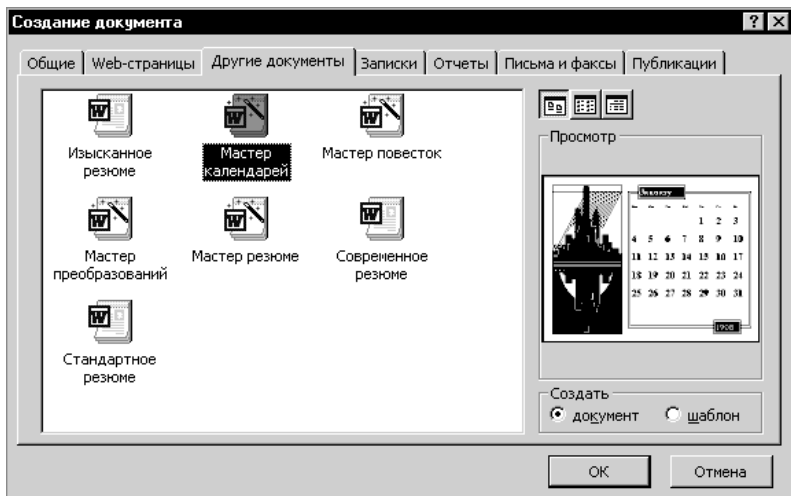 Создание документа
Общие Web-страницы Другие документы Записки Отчеты Письма и факсы Публикации
Изысканное
резюме
Мастер
календарей
Мастер повесток
Мастер
преобразований
Мастер резюме
Современное
резюме
Стандартное
резюме
Просмотр
January
1 2 3
4 5 6 7 8 9 10
11 12 13 14 15 16 17
18 19 20 21 22 23 24
25 26 27 28 29 30 31
Создать
документ шаблон
ОК Отмена